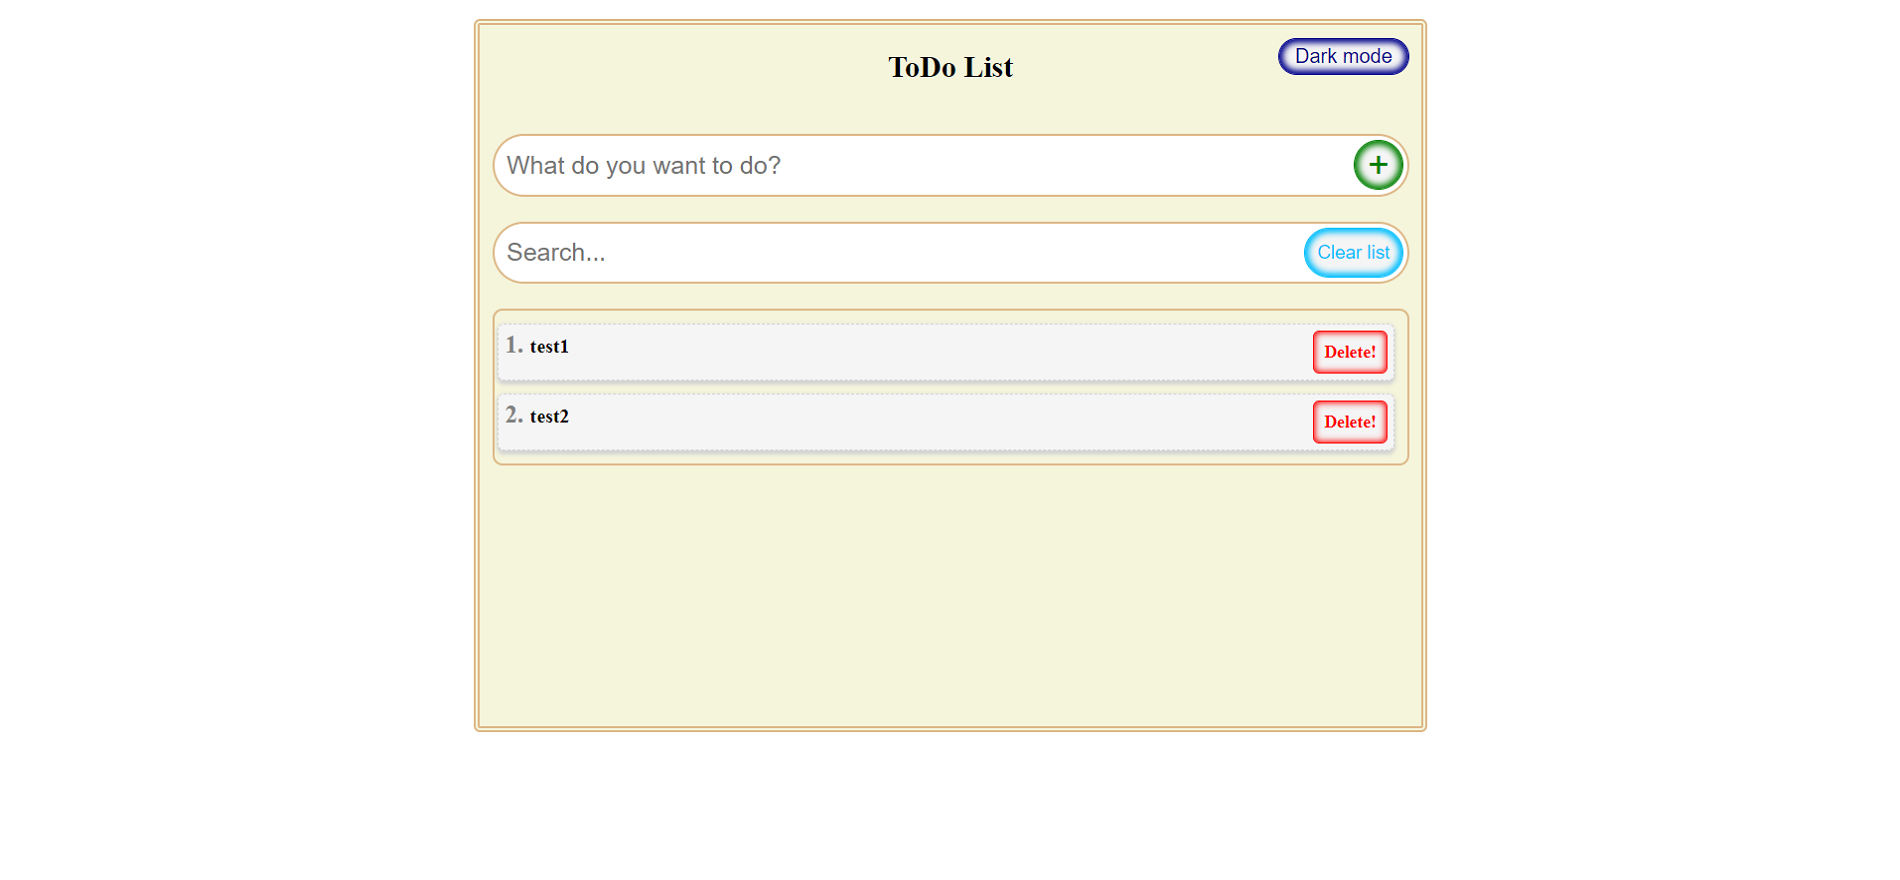 ToDo List
Dark mode
What do you want to do?
+
Search...
Clear list
1. test1
Delete!
2. test2
Delete!